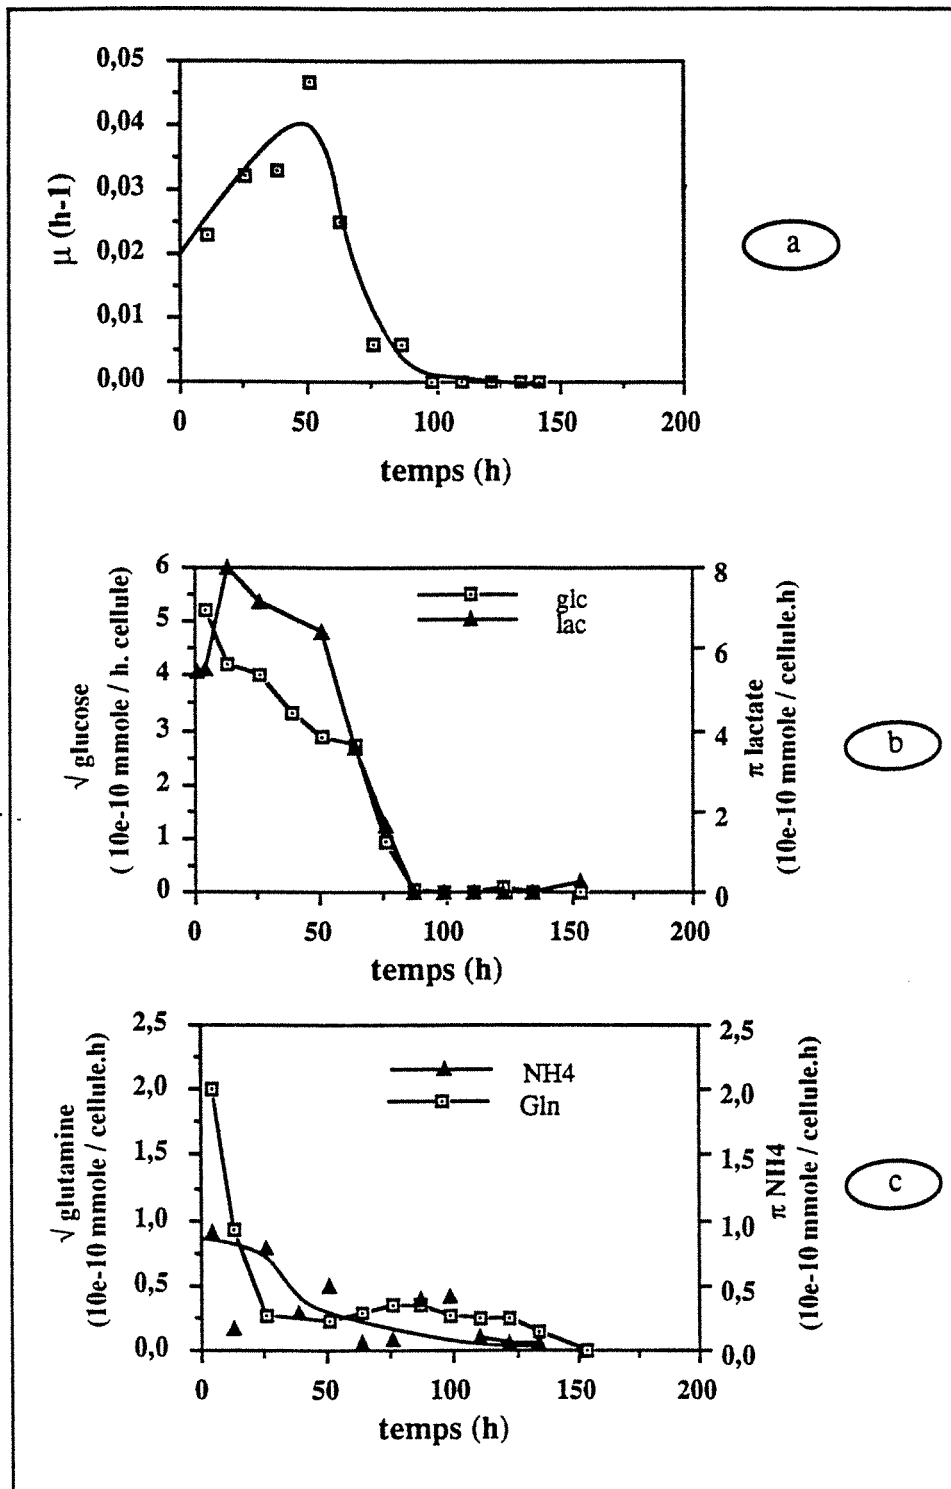 0,05
0,04
0,03
0,02
0,01
0,00
μ (h-1)
0 50 100 150 200
temps (h)
a
6
5
4
3
2
1
0
√ glucose
( 10e-10 mmole / h. cellule)
glc
lac
8
6
4
2
0
π lactate
(10e-10 mmole / cellule.h)
0 50 100 150 200
temps (h)
b
2,5
2,0
1,5
1,0
0,5
0,0
√ glutamine
(10e-10 mmole / cellule.h)
NH4
Gln
2,5
2,0
1,5
1,0
0,5
0,0
π NH4
(10e-10 mmole / cellule.h)
0 50 100 150 200
temps (h)
c